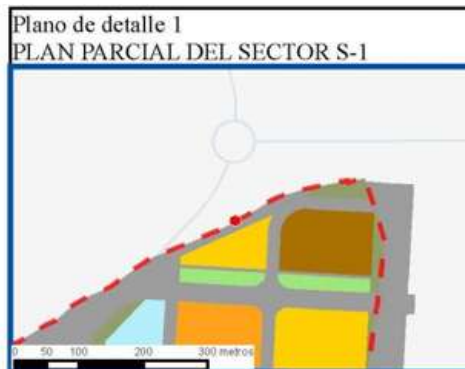 Plano de detalle 1
PLAN PARCIAL DEL SECTOR S-1
0 50 100 200 300 metros